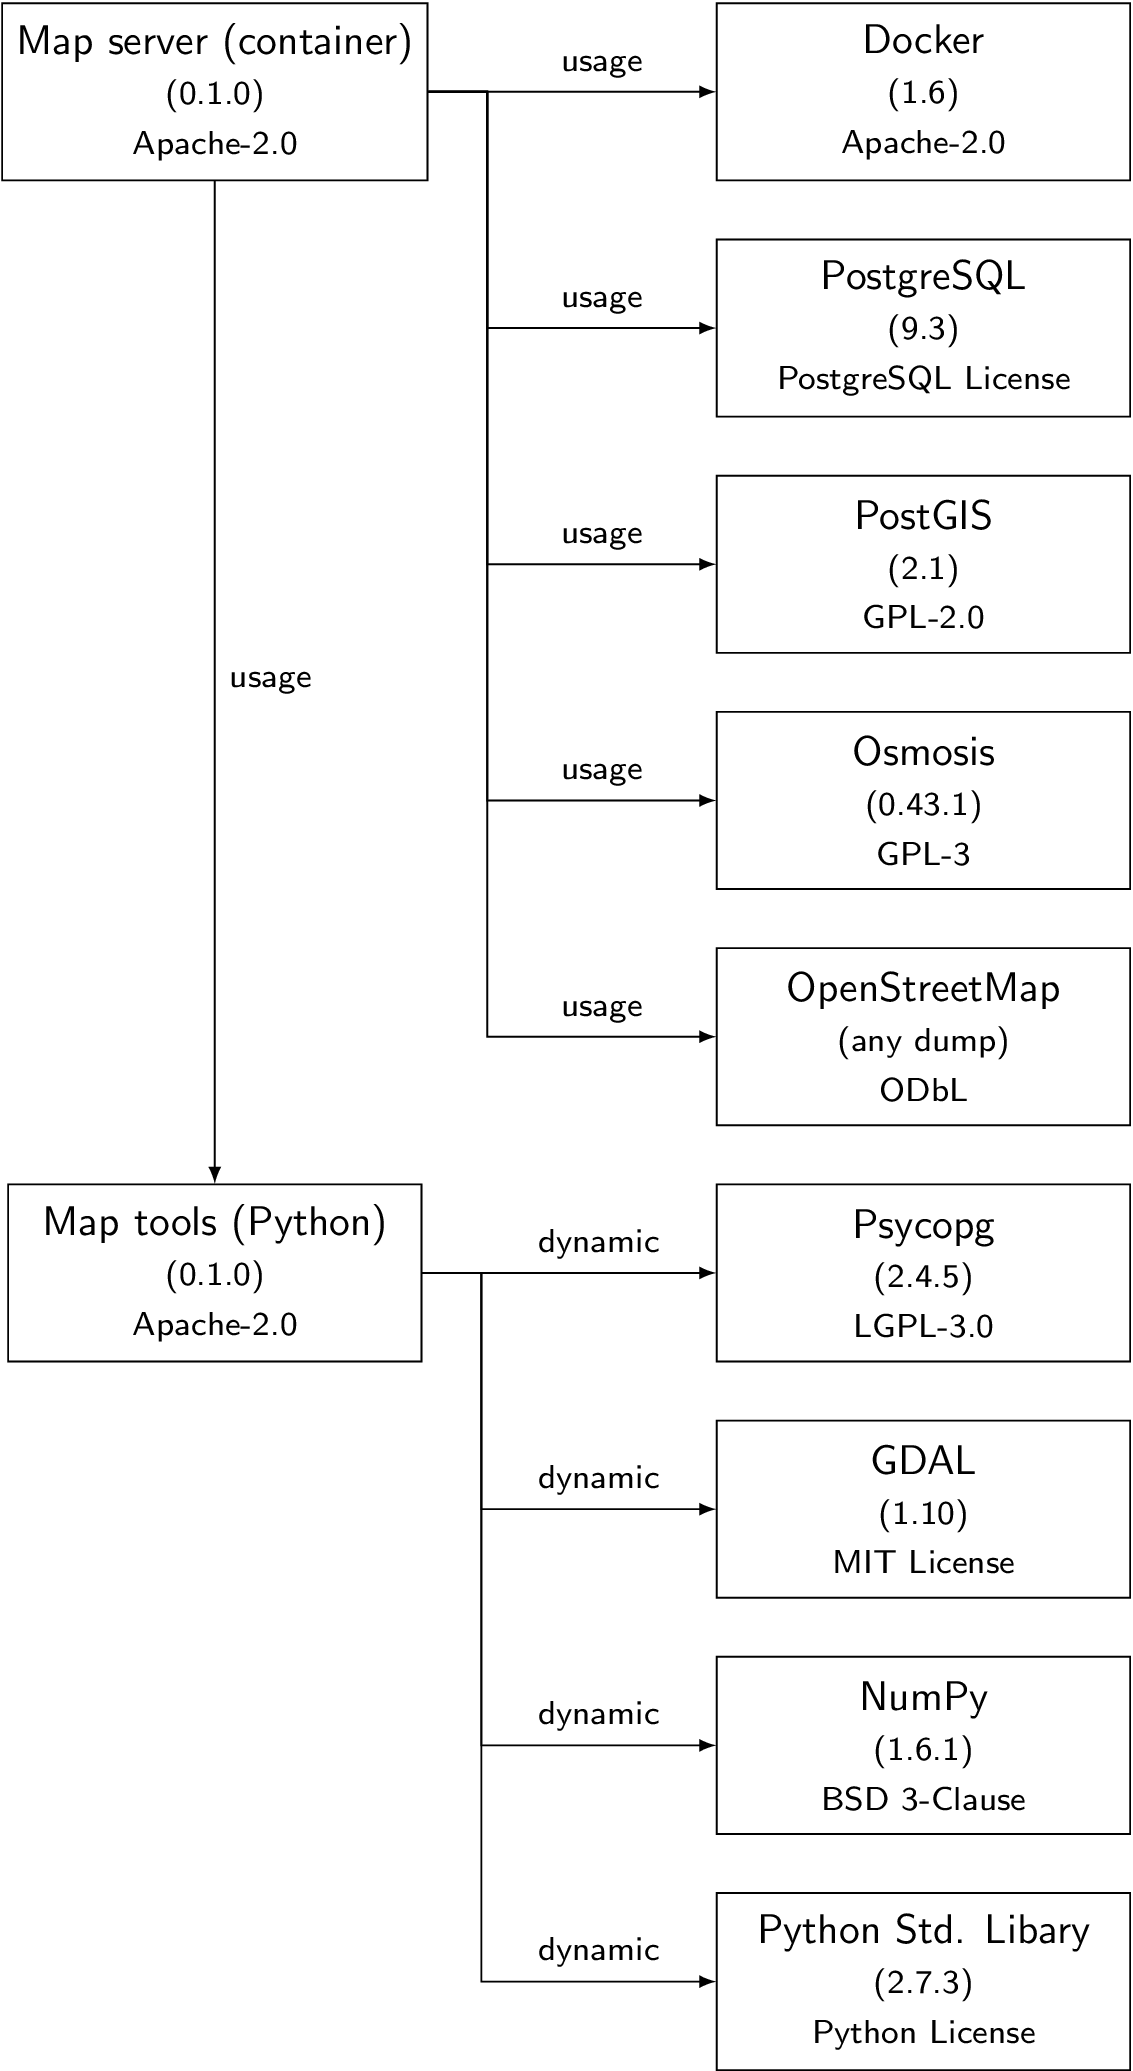 Map server (container)
(0.1.0)
Apache-2.0
usage
Docker
(1.6)
Apache-2.0
usage
PostgreSQL
(9.3)
PostgreSQL License
usage
PostGIS
(2.1)
GPL-2.0
usage
usage
Osmosis
(0.43.1)
GPL-3
usage
OpenStreetMap
(any dump)
ODbL
Map tools (Python)
(0.1.0)
Apache-2.0
dynamic
Psycopg
(2.4.5)
LGPL-3.0
dynamic
GDAL
(1.10)
MIT License
dynamic
NumPy
(1.6.1)
BSD 3-Clause
dynamic
Python Std. Libary
(2.7.3)
Python License